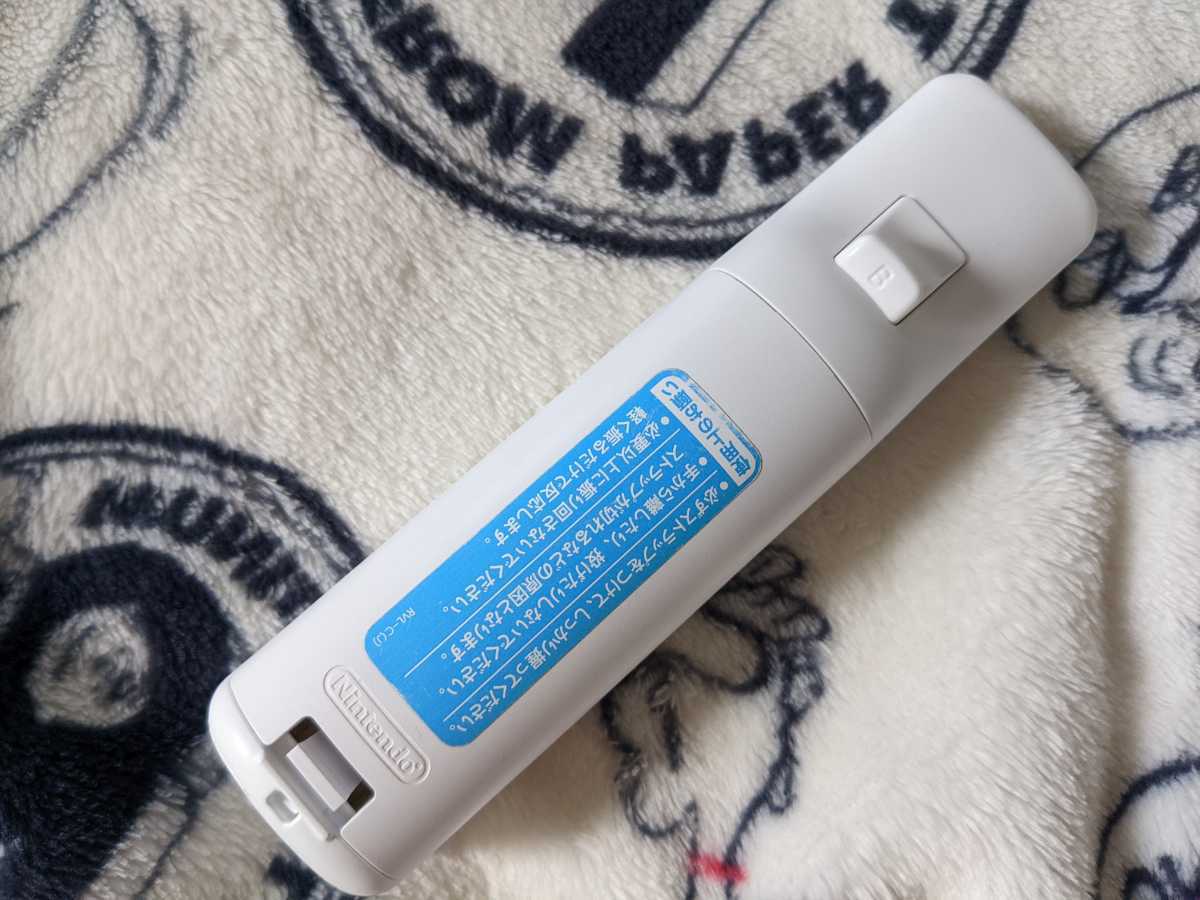 使用上のお願い
● 必ずストラップをつけて、しっかり握ってください。
● 手から離したり、投げたりしないでください。
ストラップが切れるなどの原因となります。
● 必要以上に振り回さないでください。
軽く振るだけで反応します。
RVL-C(J)
Nintendo
B
PAPER MOON